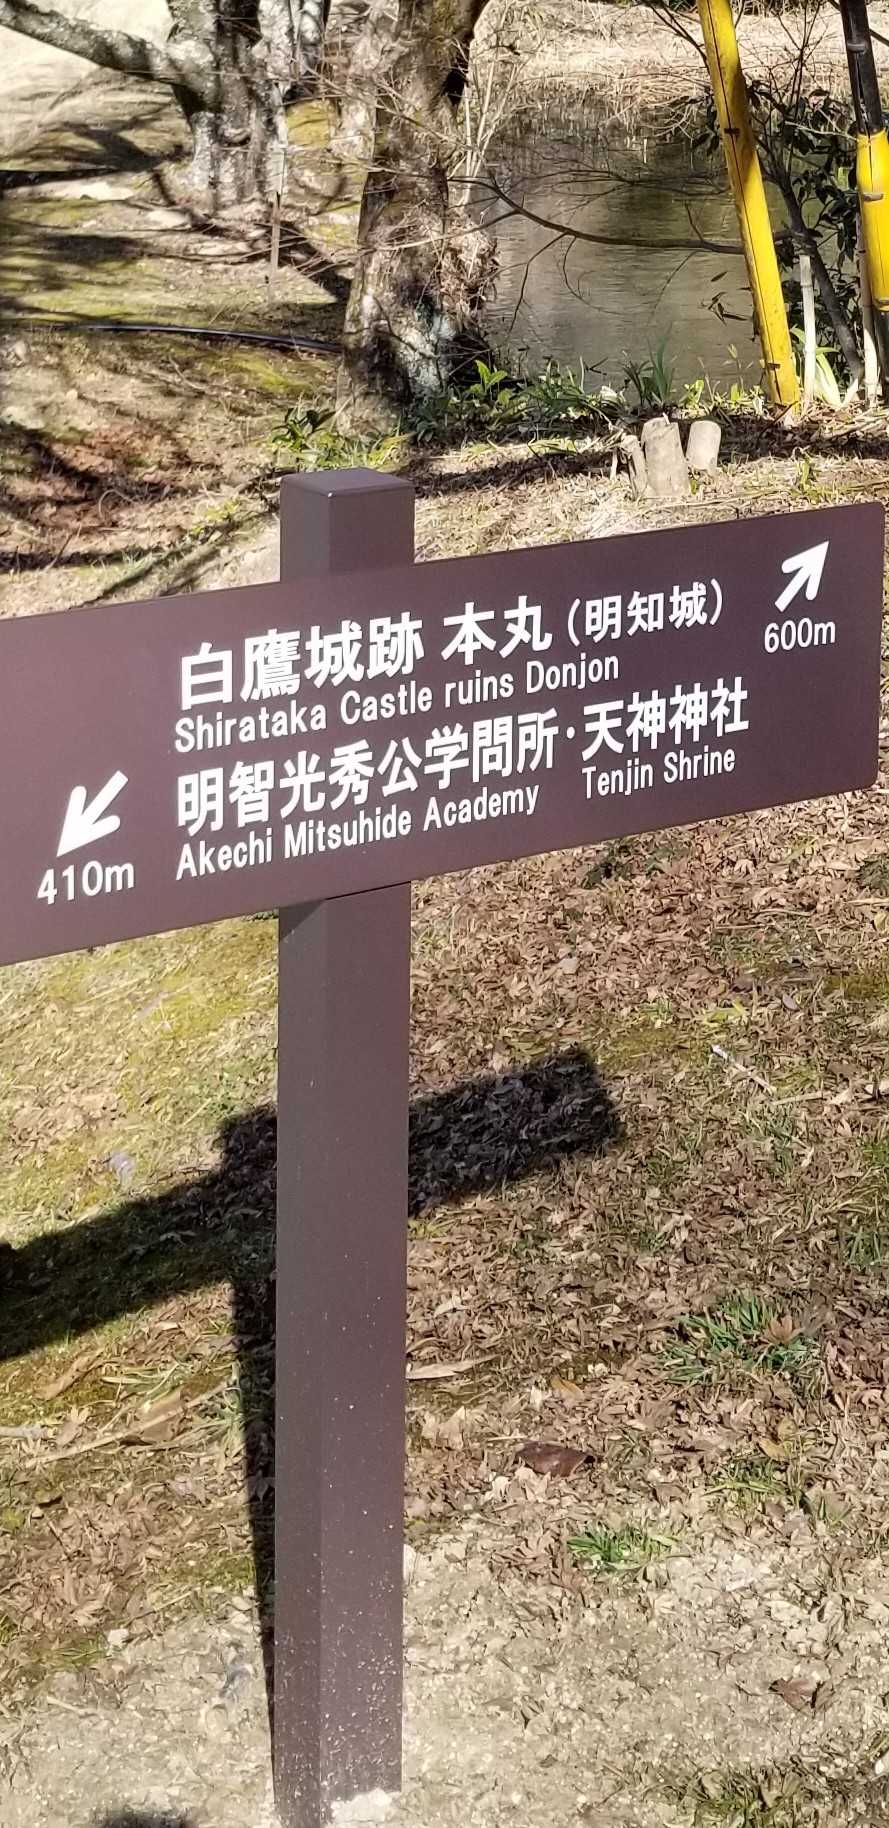 白鷹城跡 本丸（明知城）
600m
Shirataka Castle ruins Donjon
明智光秀公学問所・天神神社
410m
Akechi Mitsuhide Academy Tenjin Shrine